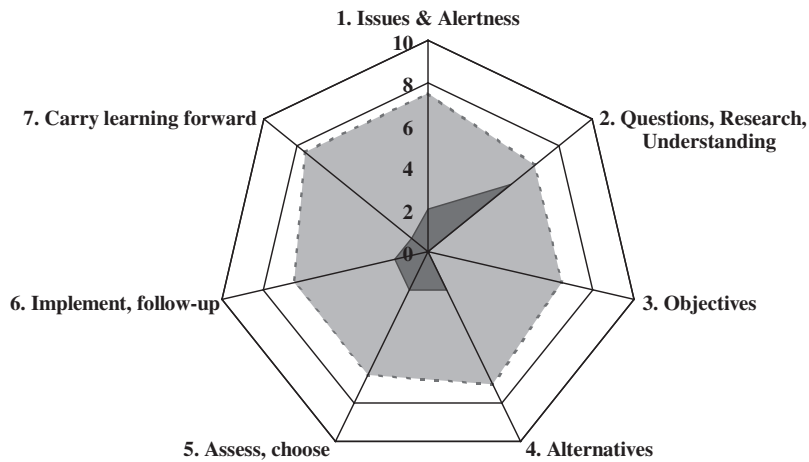 1. Issues & Alertness
10
8
6
4
2
0
2. Questions, Research,
Understanding
3. Objectives
4. Alternatives
5. Assess, choose
6. Implement, follow-up
7. Carry learning forward